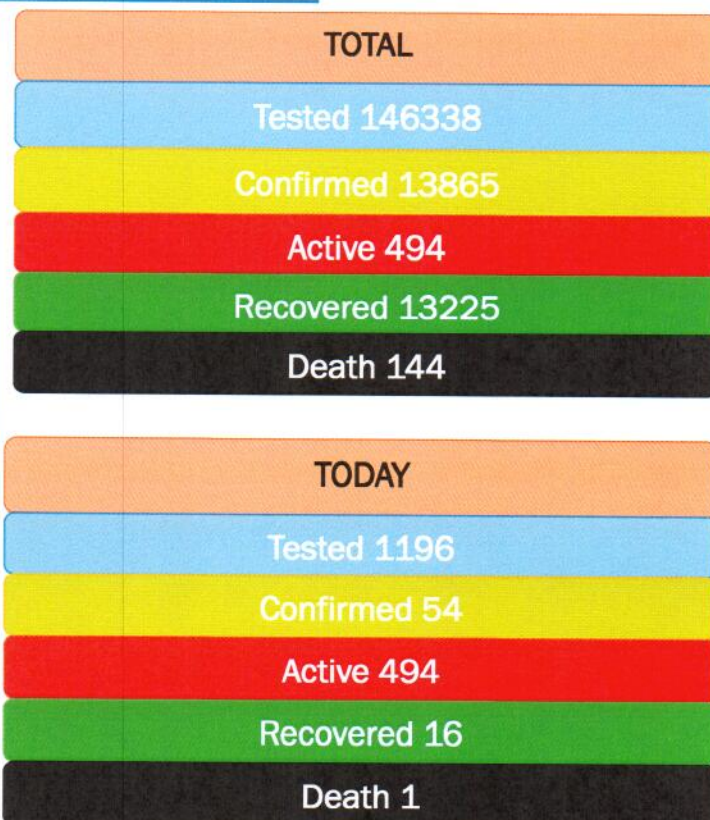 TOTAL
Tested 146338
Confirmed 13865
Active 494
Recovered 13225
Death 144
TODAY
Tested 1196
Confirmed 54
Active 494
Recovered 16
Death 1